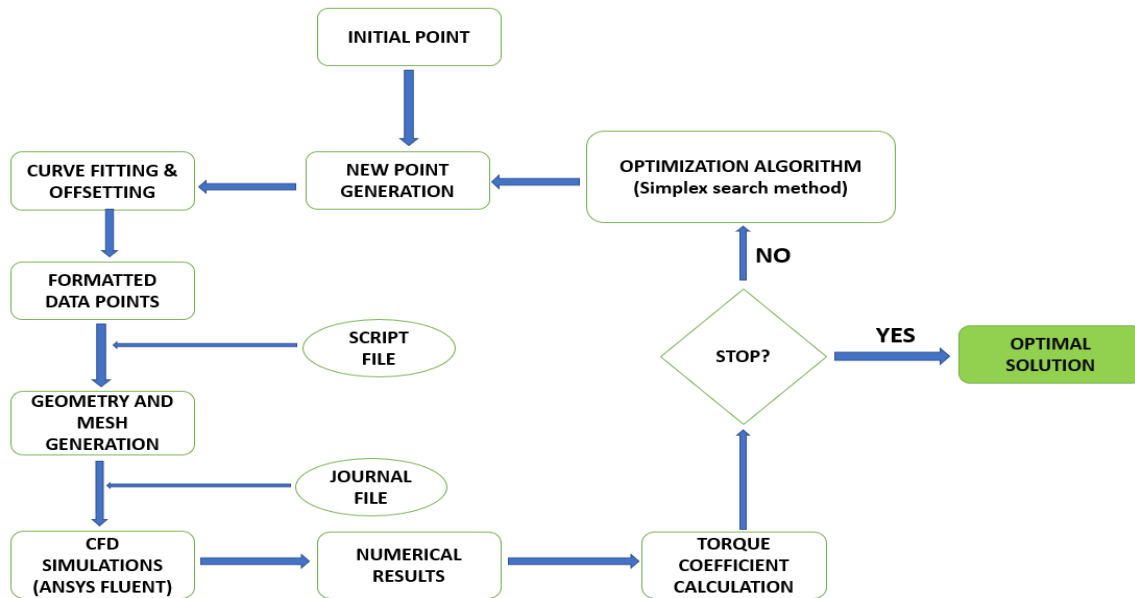 INITIAL POINT
CURVE FITTING &
OFFSETTING
NEW POINT
GENERATION
OPTIMIZATION ALGORITHM
(Simplex search method)
NO
FORMATTED
DATA POINTS
SCRIPT
FILE
STOP?
YES
OPTIMAL
SOLUTION
GEOMETRY AND
MESH
GENERATION
JOURNAL
FILE
CFD
SIMULATIONS
(ANSYS FLUENT)
NUMERICAL
RESULTS
TORQUE
COEFFICIENT
CALCULATION